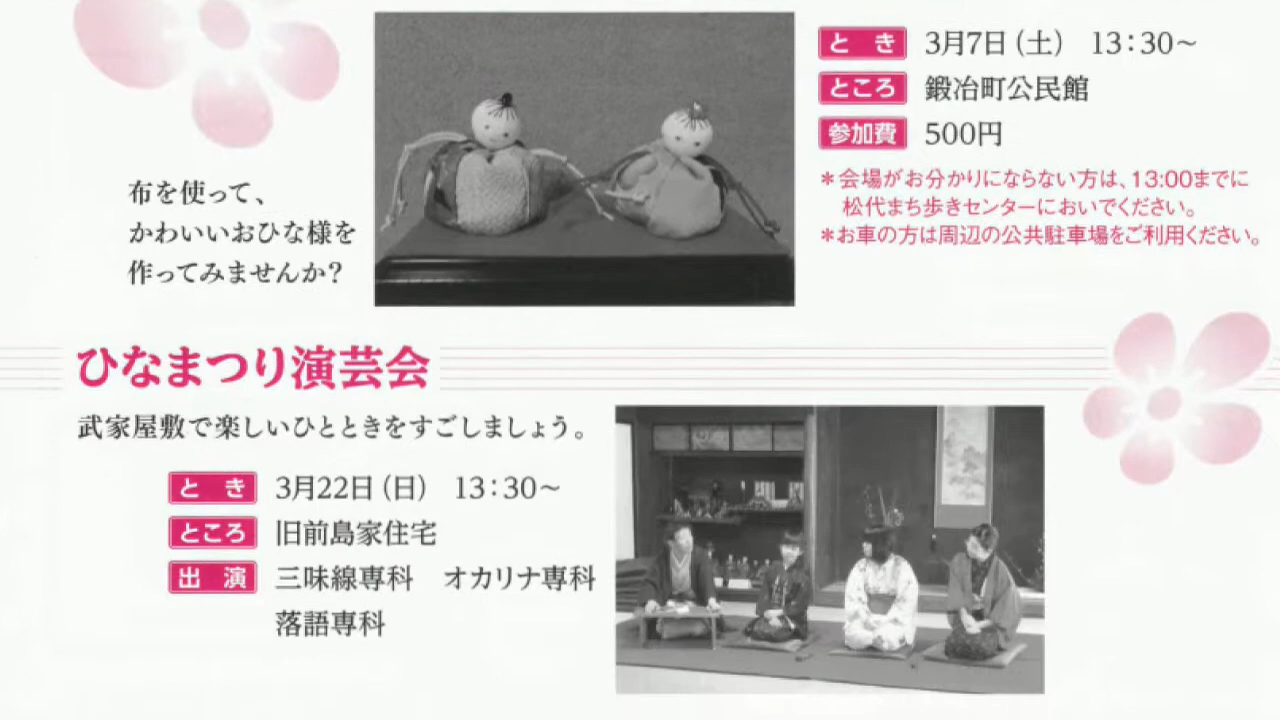 布を使って、
かわいいおひな様を
作ってみませんか?
とき 3月7日(土) 13:30~
ところ 鍛冶町公民館
参加費 500円
*会場がお分かりにならない方は、13:00までに
松代まち歩きセンターにおいでください。
*お車の方は周辺の公共駐車場をご利用ください。
ひなまつり演芸会
武家屋敷で楽しいひとときをすごしましょう。
とき 3月22日(日) 13:30~
ところ 旧前島家住宅
出演 三味線専科 オカリナ専科
落語専科